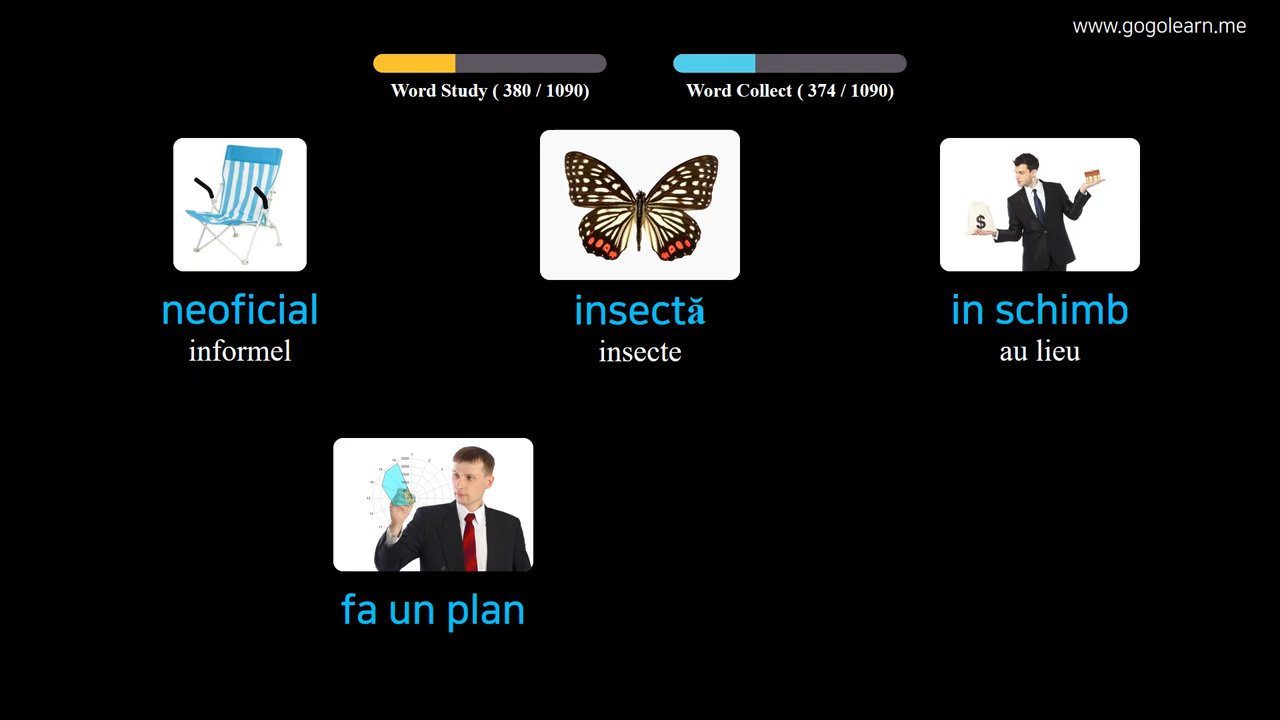 www.gogolearn.me
Word Study ( 380 / 1090)
Word Collect ( 374 / 1090)
neoficial
insectă
in schimb
informel
insecte
au lieu
$
fa un plan